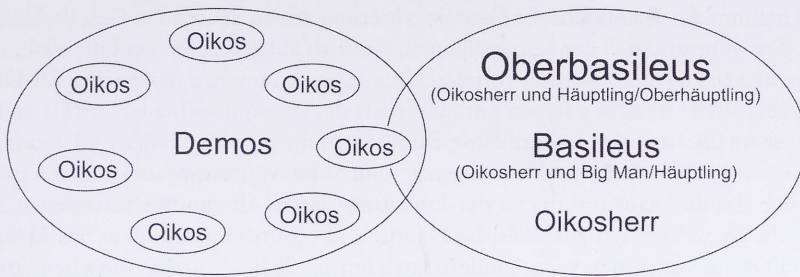 Oikos
Oikos
Oikos
Demos
Oikos
Oikos
Oikos
Oikos
Oberbasileus
(Oikosherr und Häuptling/Oberhäuptling)
Basileus
(Oikosherr und Big Man/Häuptling)
Oikosherr